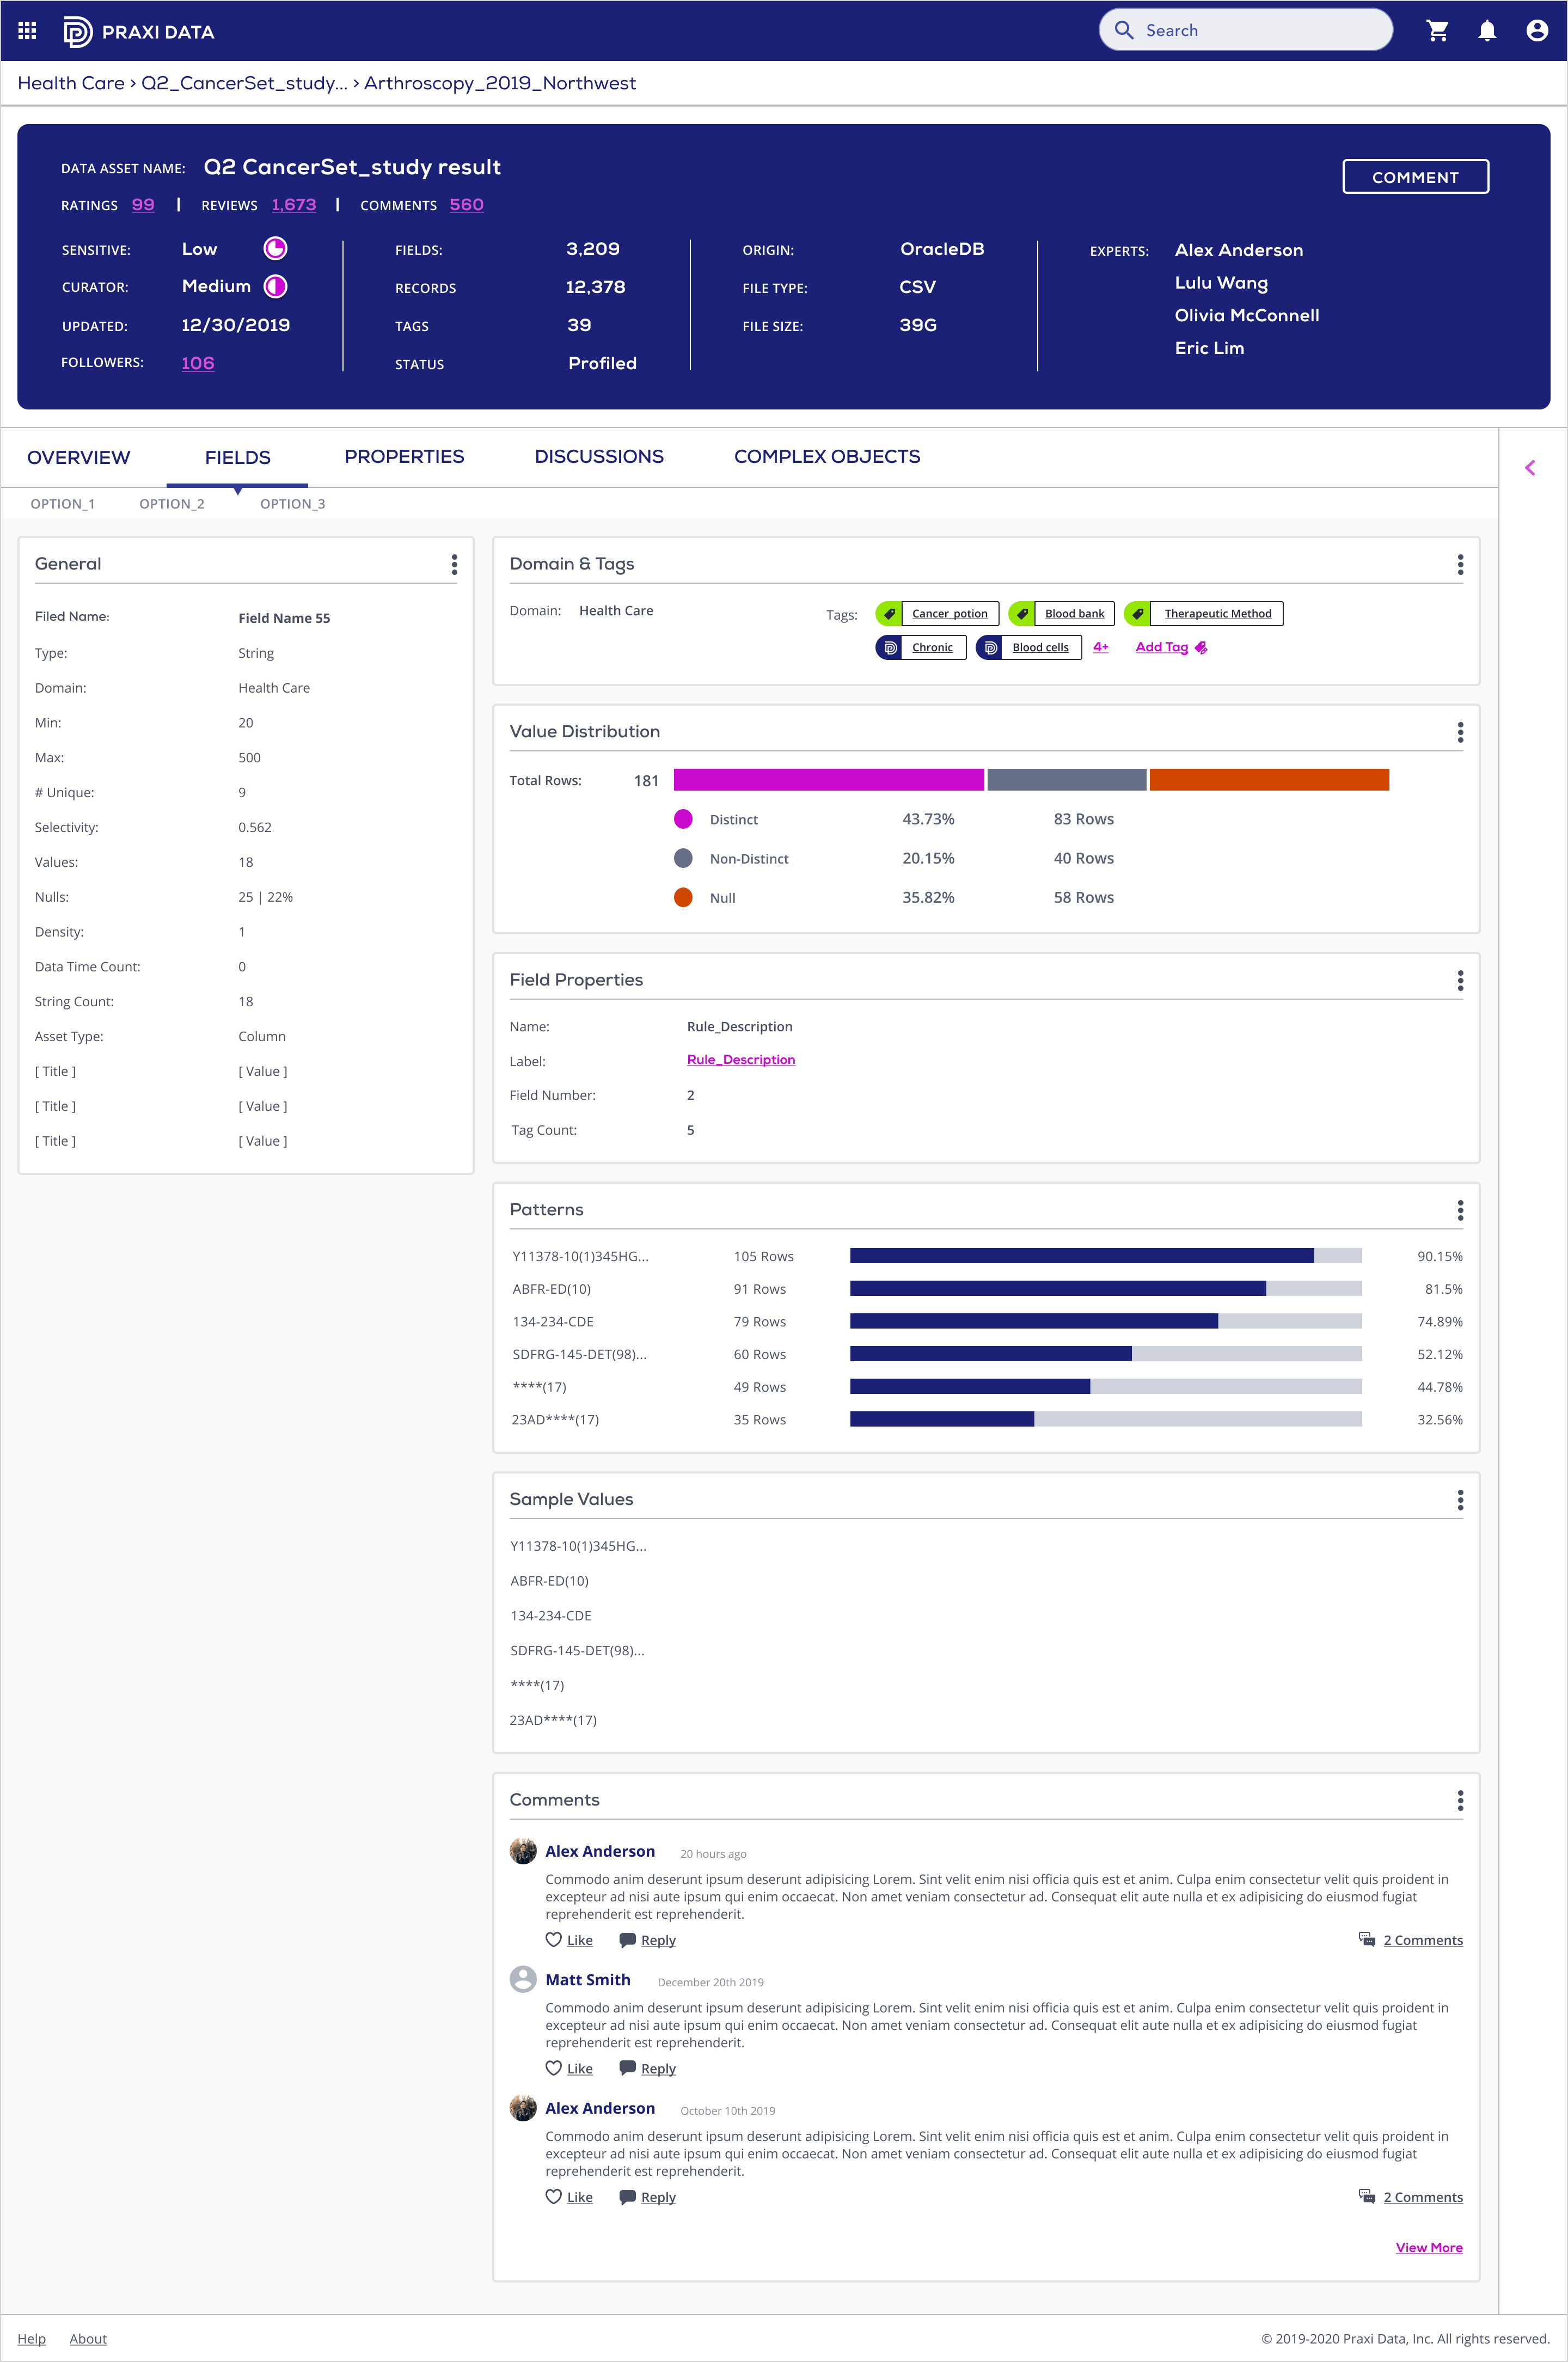 PRAXI DATA
Search
Health Care > Q2_CancerSet_study... > Arthroscopy_2019_Northwest
DATA ASSET NAME: Q2 CancerSet_study result
COMMENT
RATINGS 99 | REVIEWS 1,673 | COMMENTS 560
SENSITIVE: Low
CURATOR: Medium
UPDATED: 12/30/2019
FOLLOWERS: 106
FIELDS: 3,209
RECORDS 12,378
TAGS 39
STATUS Profiled
ORIGIN: OracleDB
FILE TYPE: CSV
FILE SIZE: 39G
EXPERTS: Alex Anderson
Lulu Wang
Olivia McConnell
Eric Lim
OVERVIEW FIELDS PROPERTIES DISCUSSIONS COMPLEX OBJECTS
OPTION_1 OPTION_2 OPTION_3
General
Filed Name: Field Name 55
Type: String
Domain: Health Care
Min: 20
Max: 500
# Unique: 9
Selectivity: 0.562
Values: 18
Nulls: 25 | 22%
Density: 1
Data Time Count: 0
String Count: 18
Asset Type: Column
[ Title ] [ Value ]
[ Title ] [ Value ]
[ Title ] [ Value ]
Domain & Tags
Domain: Health Care
Tags: Cancer_potion Blood bank Therapeutic Method
Chronic Blood cells 4+ Add Tag
Value Distribution
Total Rows: 181
Distinct 43.73% 83 Rows
Non-Distinct 20.15% 40 Rows
Null 35.82% 58 Rows
Field Properties
Name: Rule_Description
Label: Rule_Description
Field Number: 2
Tag Count: 5
Patterns
Y11378-10(1)345HG... 105 Rows 90.15%
ABFR-ED(10) 91 Rows 81.5%
134-234-CDE 79 Rows 74.89%
SDFRG-145-DET(98)... 60 Rows 52.12%
****(17) 49 Rows 44.78%
23AD****(17) 35 Rows 32.56%
Sample Values
Y11378-10(1)345HG...
ABFR-ED(10)
134-234-CDE
SDFRG-145-DET(98)...
****(17)
23AD****(17)
Comments
Alex Anderson 20 hours ago
Commodo anim deserunt ipsum deserunt adipisicing Lorem. Sint velit enim nisi officia quis est et anim. Culpa enim consectetur velit quis proident in
excepteur ad nisi aute ipsum qui enim occaecat. Non amet veniam consectetur ad. Consequat elit aute nulla et ex adipisicing do eiusmod fugiat
reprehenderit est reprehenderit.
Like Reply 2 Comments
Matt Smith December 20th 2019
Commodo anim deserunt ipsum deserunt adipisicing Lorem. Sint velit enim nisi officia quis est et anim. Culpa enim consectetur velit quis proident in
excepteur ad nisi aute ipsum qui enim occaecat. Non amet veniam consectetur ad. Consequat elit aute nulla et ex adipisicing do eiusmod fugiat
reprehenderit est reprehenderit.
Like Reply
Alex Anderson October 10th 2019
Commodo anim deserunt ipsum deserunt adipisicing Lorem. Sint velit enim nisi officia quis est et anim. Culpa enim consectetur velit quis proident in
excepteur ad nisi aute ipsum qui enim occaecat. Non amet veniam consectetur ad. Consequat elit aute nulla et ex adipisicing do eiusmod fugiat
reprehenderit est reprehenderit.
Like Reply 2 Comments
View More
Help About © 2019-2020 Praxi Data, Inc. All rights reserved.